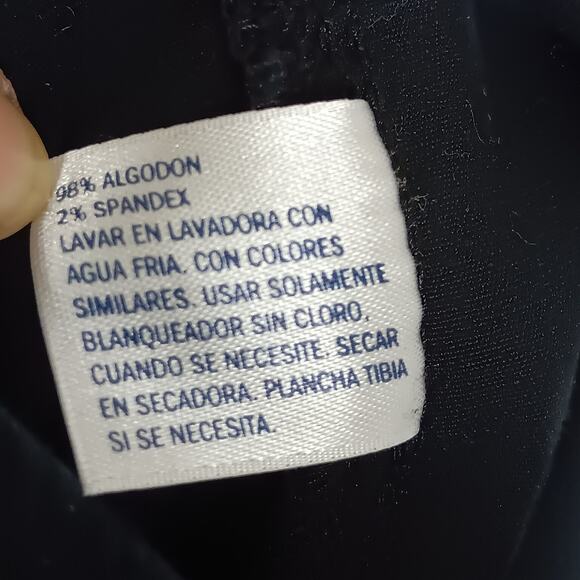 98% ALGODON
2% SPANDEX
LAVAR EN LAVADORA CON
AGUA FRIA. CON COLORES
SIMILARES. USAR SOLAMENTE
BLANQUEADOR SIN CLORO.
CUANDO SE NECESITE. SECAR
EN SECADORA. PLANCHA TIBIA
SI SE NECESITA.